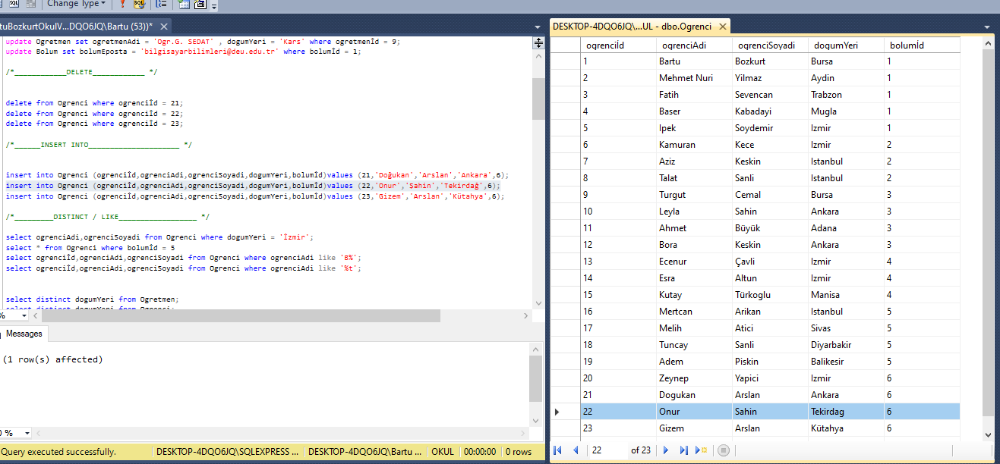 SQL Change Type SQL
tuBozkurtOkulV...DQO6JQ\Bartu (53))*
update Ogretmen set ogretmenAdi = 'Ogr.G. SEDAT' , dogumYeri = 'Kars' where ogretmenİd = 9;
update Bolum set bolumEposta = 'bilgisayarbilimleri@deu.edu.tr' where bolumİd = 1;
/*____________DELETE____________ */
delete from Ogrenci where ogrenciİd = 21;
delete from Ogrenci where ogrenciİd = 22;
delete from Ogrenci where ogrenciİd = 23;
/*______INSERT INTO_____________________ */
insert into Ogrenci (ogrenciİd,ogrenciAdi,ogrenciSoyadi,dogumYeri,bolumİd)values (21,'Doğukan','Arslan','Ankara',6);
insert into Ogrenci (ogrenciİd,ogrenciAdi,ogrenciSoyadi,dogumYeri,bolumİd)values (22,'Onur','Şahin','Tekirdağ',6);
insert into Ogrenci (ogrenciİd,ogrenciAdi,ogrenciSoyadi,dogumYeri,bolumİd)values (23,'Gizem','Arslan','Kütahya',6);
/*_________DISTINCT / LIKE__________________ */
select ogrenciAdi,ogrenciSoyadi from Ogrenci where dogumYeri = 'İzmir';
select * from Ogrenci where bolumİd = 5
select ogrenciİd,ogrenciAdi,ogrenciSoyadi from Ogrenci where ogrenciAdi like 'B%';
select ogrenciİd,ogrenciAdi,ogrenciSoyadi from Ogrenci where ogrenciAdi like '%t';
select distinct dogumYeri from Ogretmen;
select distinct dogumYeri from Ogrenci;
%
Messages
(1 row(s) affected)
0 %
Query executed successfully. DESKTOP-4DQO6JQ\SQLEXPRESS ... DESKTOP-4DQO6JQ\Bartu ... OKUL 00:00:00 0 rows
DESKTOP-4DQO6JQ\...UL - dbo.Ogrenci
ogrenciİd ogrenciAdi ogrenciSoyadi dogumYeri bolumİd
1 Bartu Bozkurt Bursa 1
2 Mehmet Nuri Yilmaz Aydin 1
3 Fatih Sevencan Trabzon 1
4 Baser Kabadayi Mugla 1
5 Ipek Soydemir Izmir 1
6 Kamuran Kece Izmir 2
7 Aziz Keskin Istanbul 2
8 Talat Sanli Istanbul 2
9 Turgut Cemal Bursa 3
10 Leyla Sahin Ankara 3
11 Ahmet Büyük Adana 3
12 Bora Keskin Ankara 3
13 Ecenur Çavli Izmir 4
14 Esra Altun Izmir 4
15 Kutay Türkoglu Manisa 4
16 Mertcan Arikan Istanbul 5
17 Melih Atici Sivas 5
18 Tuncay Sanli Diyarbakir 5
19 Adem Piskin Balikesir 5
20 Zeynep Yapici Izmir 6
21 Dogukan Arslan Ankara 6
22 Onur Sahin Tekirdag 6
23 Gizem Arslan Kütahya 6
22 of 23